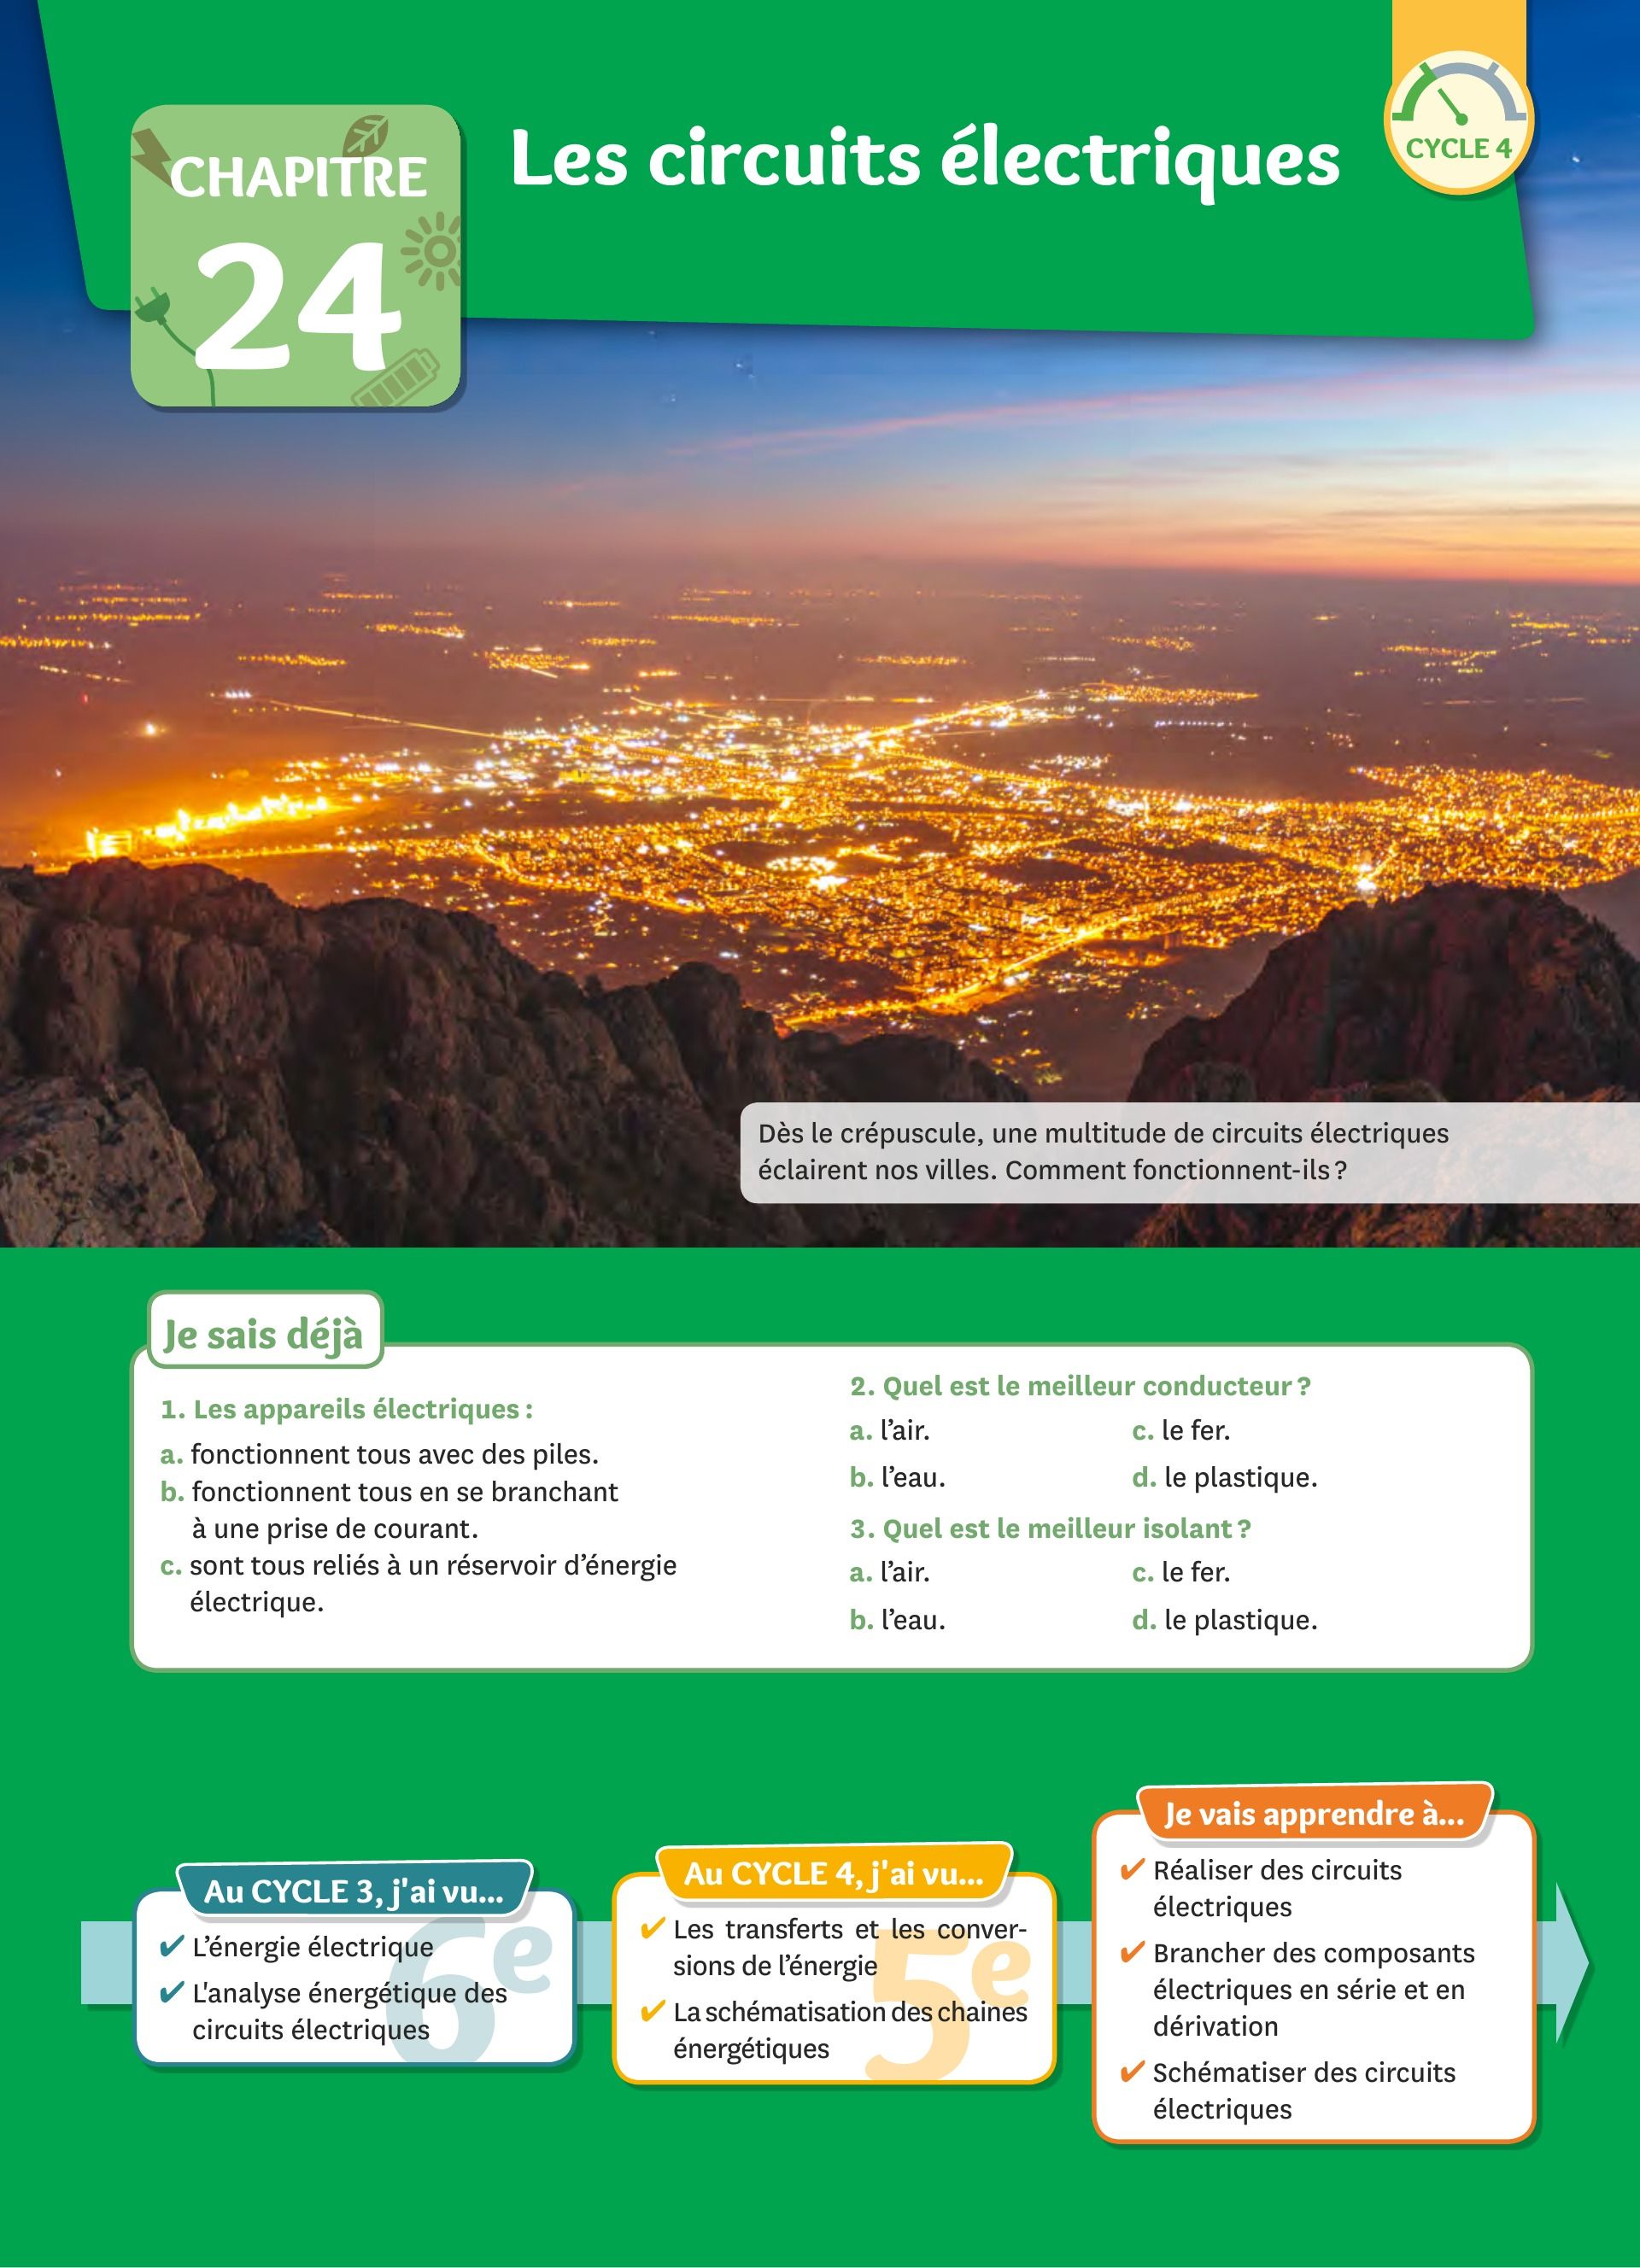 CHAPITRE
24
Les circuits électriques
CYCLE 4
Dès le crépuscule, une multitude de circuits électriques
éclairent nos villes. Comment fonctionnent-ils ?
Je sais déjà
1. Les appareils électriques :
a. fonctionnent tous avec des piles.
b. fonctionnent tous en se branchant
à une prise de courant.
c. sont tous reliés à un réservoir d’énergie
électrique.
2. Quel est le meilleur conducteur ?
a. l’air.
c. le fer.
b. l’eau.
d. le plastique.
3. Quel est le meilleur isolant ?
a. l’air.
c. le fer.
b. l’eau.
d. le plastique.
Au CYCLE 3, j'ai vu...
6e
✔ L’énergie électrique
✔ L'analyse énergétique des
circuits électriques
Au CYCLE 4, j'ai vu...
5e
✔ Les transferts et les conver-
sions de l’énergie
✔ La schématisation des chaines
énergétiques
Je vais apprendre à...
✔ Réaliser des circuits
électriques
✔ Brancher des composants
électriques en série et en
dérivation
✔ Schématiser des circuits
électriques